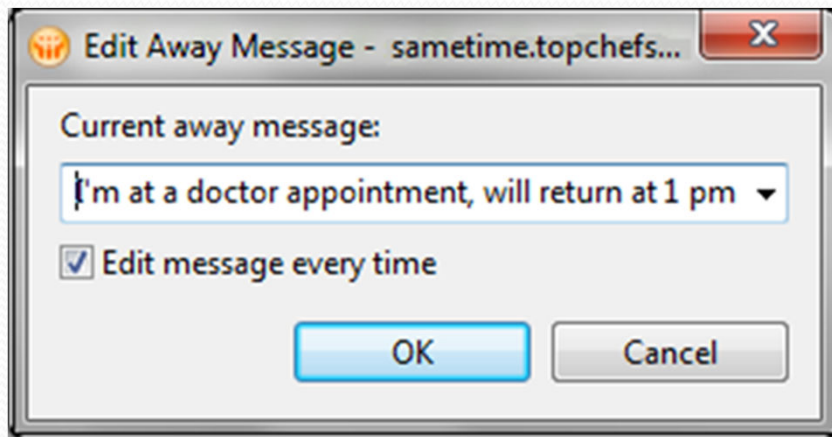 Edit Away Message - sametime.topchefs...
Current away message:
I'm at a doctor appointment, will return at 1 pm
Edit message every time
OK
Cancel